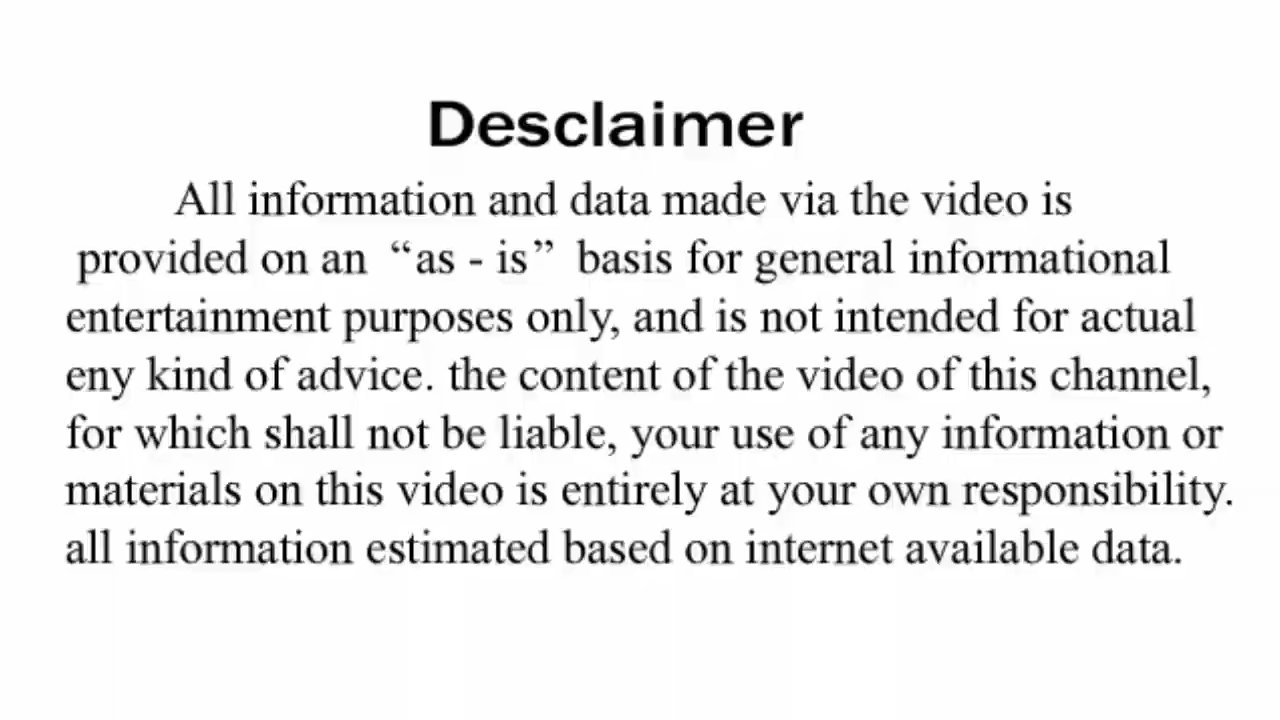 Desclaimer
All information and data made via the video is
provided on an “as - is” basis for general informational
entertainment purposes only, and is not intended for actual
eny kind of advice. the content of the video of this channel,
for which shall not be liable, your use of any information or
materials on this video is entirely at your own responsibility.
all information estimated based on internet available data.